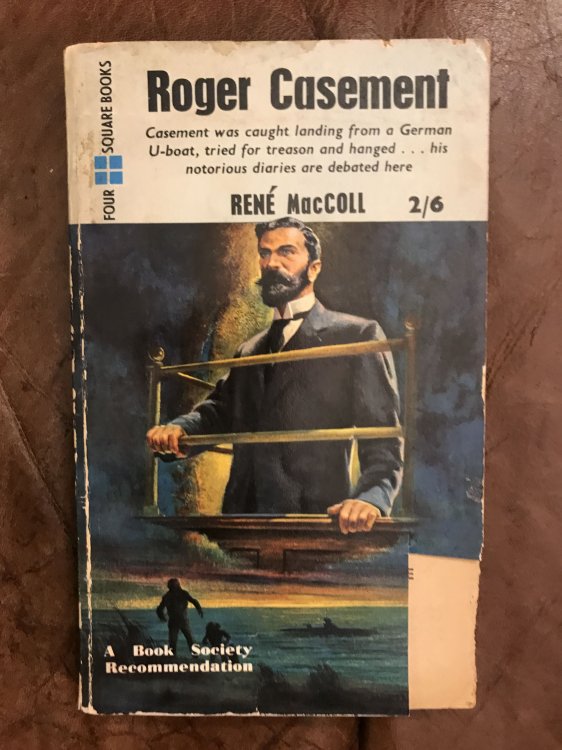 FOUR SQUARE BOOKS
Roger Casement
Casement was caught landing from a German
U-boat, tried for treason and hanged . . . his
notorious diaries are debated here
RENÉ MacCOLL 2/6
A Book Society
Recommendation